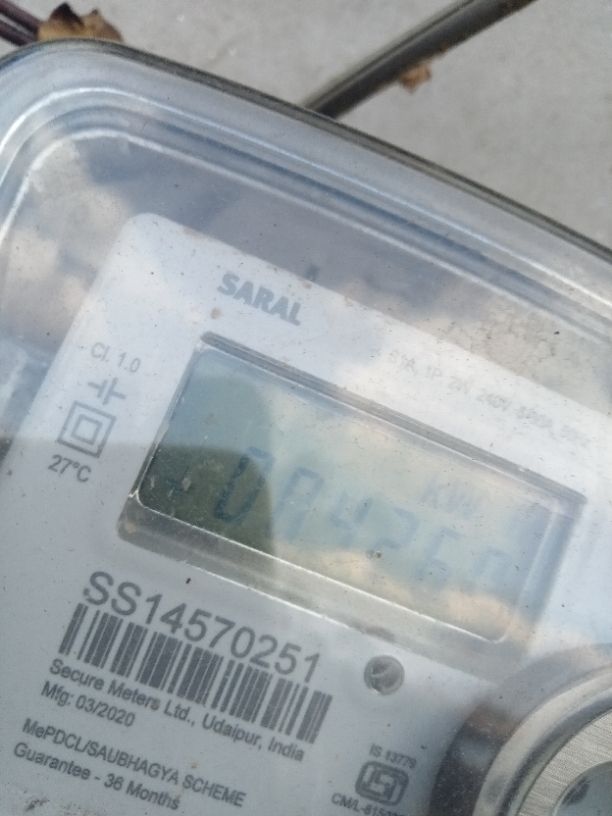 SARAL
Cl. 1.0
27°C
kW
SS14570251
Secure Meters Ltd., Udaipur, India
Mfg: 03/2020
MePDCL/SAUBHAGYA SCHEME
Guarantee - 36 Months
IS 13779